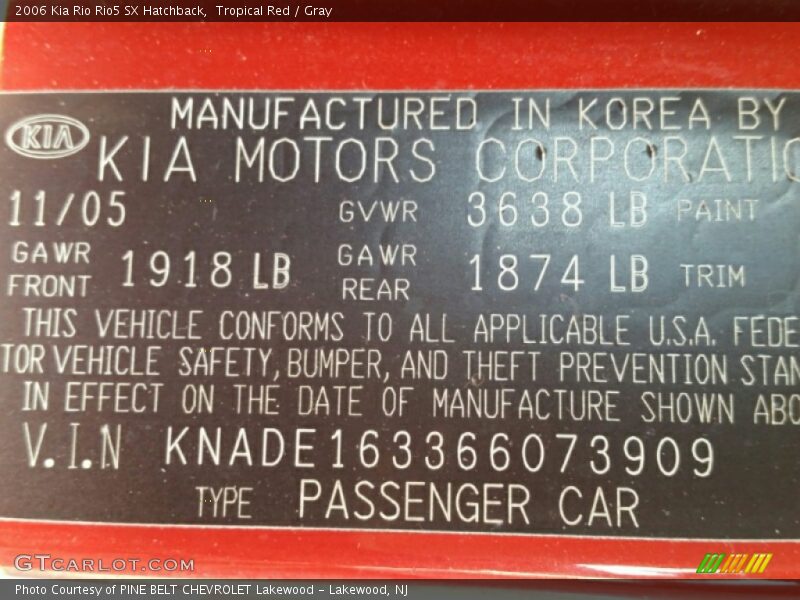 2006 Kia Rio Rio5 SX Hatchback, Tropical Red / Gray
MANUFACTURED IN KOREA BY
KIA
KIA MOTORS CORPORATIO
11/05 GVWR 3638 LB PAINT
GAWR FRONT 1918 LB GAWR REAR 1874 LB TRIM
THIS VEHICLE CONFORMS TO ALL APPLICABLE U.S.A. FEDE
TOR VEHICLE SAFETY, BUMPER, AND THEFT PREVENTION STAN
IN EFFECT ON THE DATE OF MANUFACTURE SHOWN ABO
V.I.N KNADE163366073909
TYPE PASSENGER CAR
GTCARLOT.COM
Photo Courtesy of PINE BELT CHEVROLET Lakewood - Lakewood, NJ